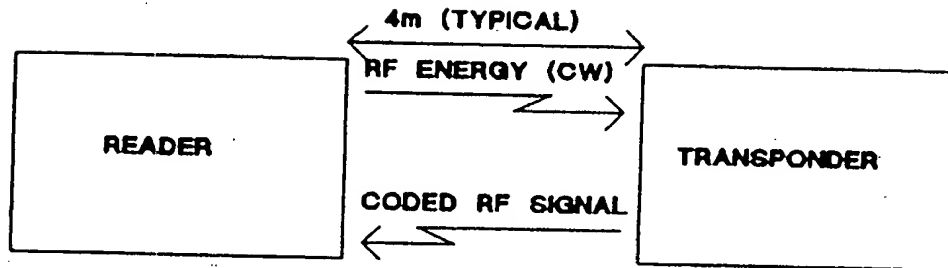 4m (TYPICAL)
RF ENERGY (CW)
READER
TRANSPONDER
CODED RF SIGNAL